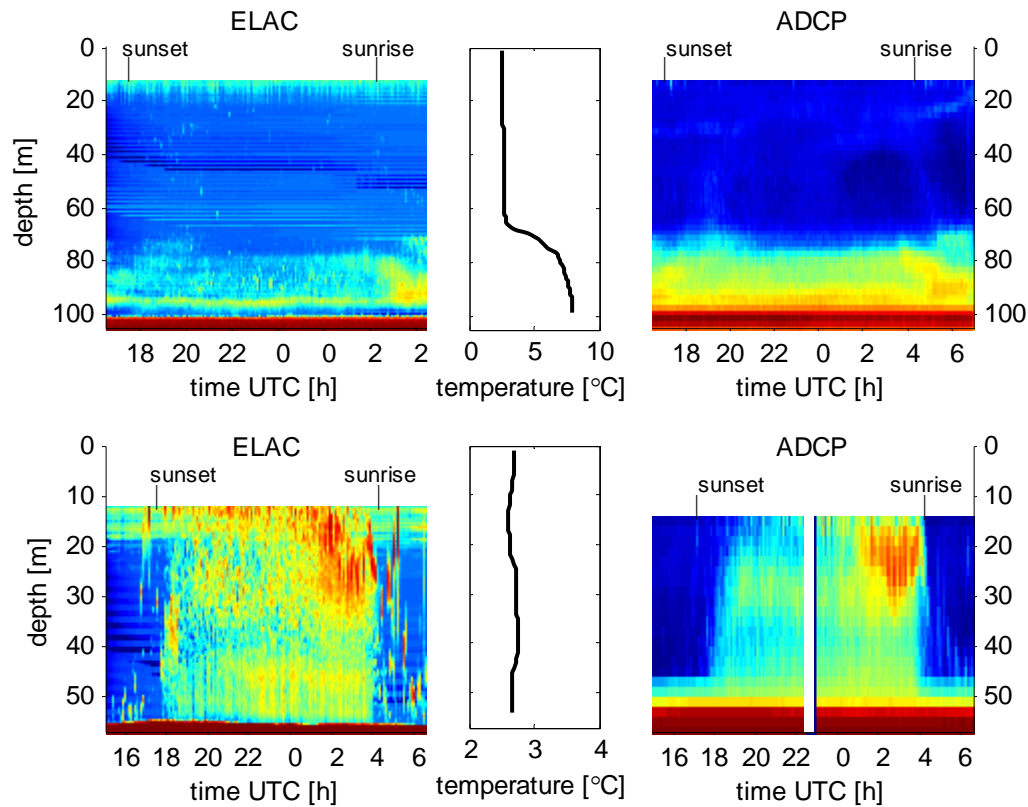 ELAC
ADCP
sunset
sunrise
sunset
sunrise
0
20
40
60
80
100
depth [m]
0
20
40
60
80
100
18 20 22 0 0 2 2
time UTC [h]
0 5 10
temperature [°C]
18 20 22 0 2 4 6
time UTC [h]
ELAC
ADCP
sunset
sunrise
sunset
sunrise
0
10
20
30
40
50
depth [m]
0
10
20
30
40
50
16 18 20 22 0 2 4 6
time UTC [h]
2 3 4
temperature [°C]
16 18 20 22 0 2 4 6
time UTC [h]